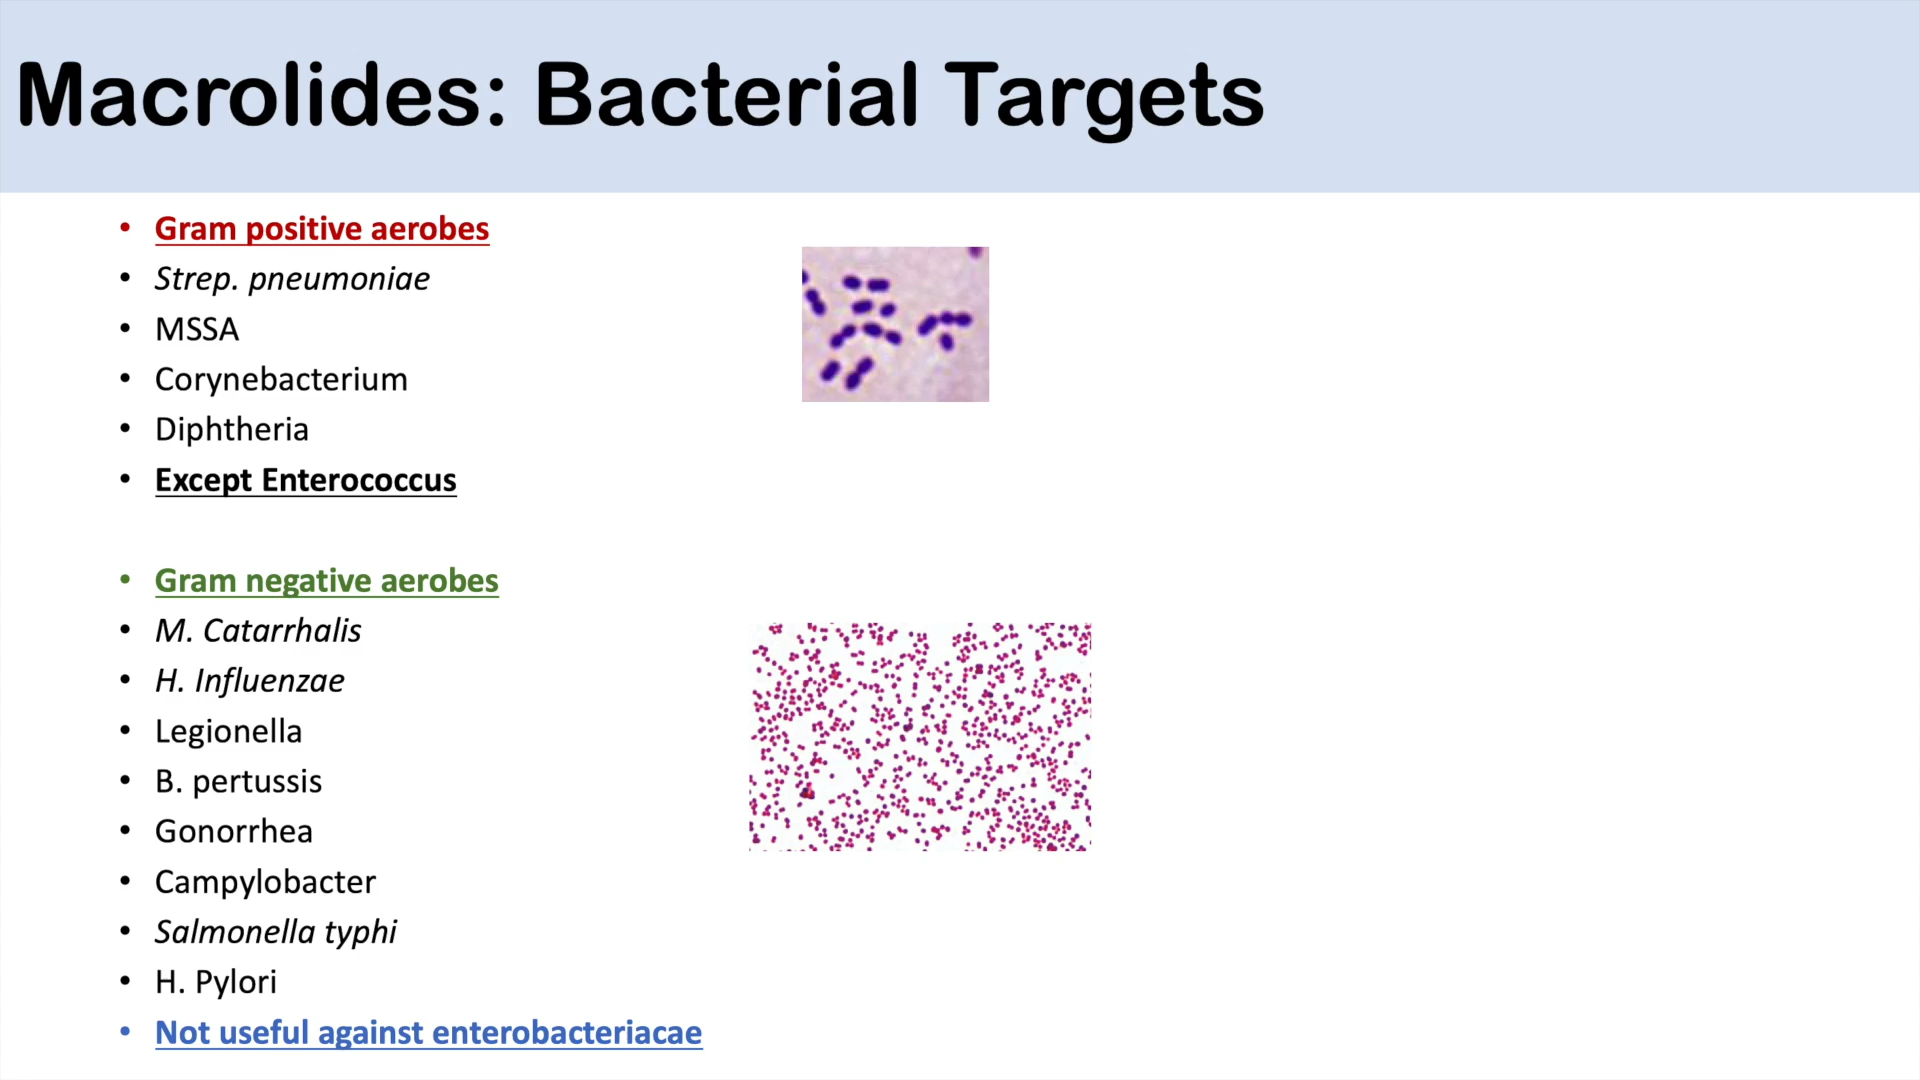 Macrolides: Bacterial Targets
• Gram positive aerobes
• Strep. pneumoniae
• MSSA
• Corynebacterium
• Diphtheria
• Except Enterococcus
• Gram negative aerobes
• M. Catarrhalis
• H. Influenzae
• Legionella
• B. pertussis
• Gonorrhea
• Campylobacter
• Salmonella typhi
• H. Pylori
• Not useful against enterobacteriacae